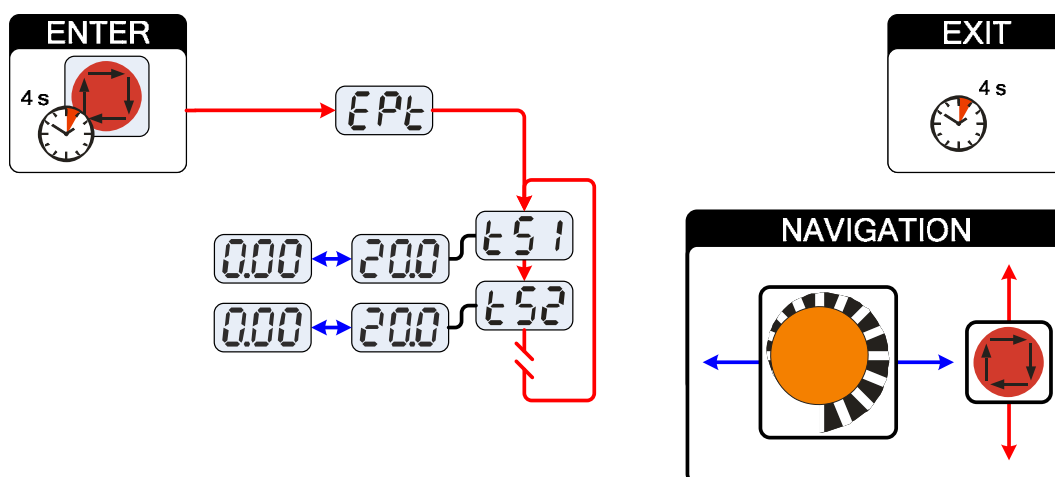 ENTER
4 s
EPt
EXIT
4 s
tS1
0.00
20.0
tS2
0.00
20.0
NAVIGATION